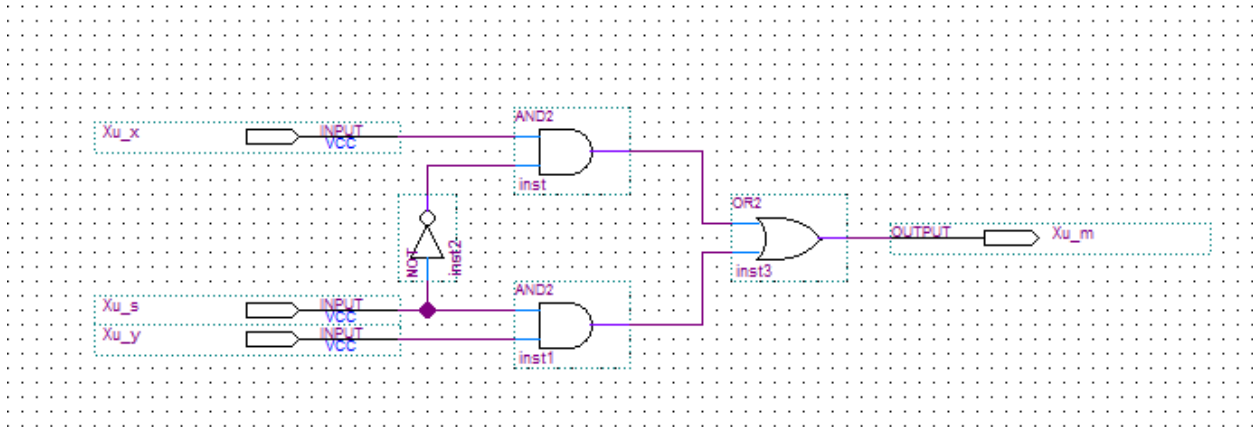 AND2
Xu_x INPUT
VCC
inst
OR2
OUTPUT Xu_m
NOT
inst2
inst3
AND2
Xu_s INPUT
VCC
Xu_y INPUT
VCC
inst1